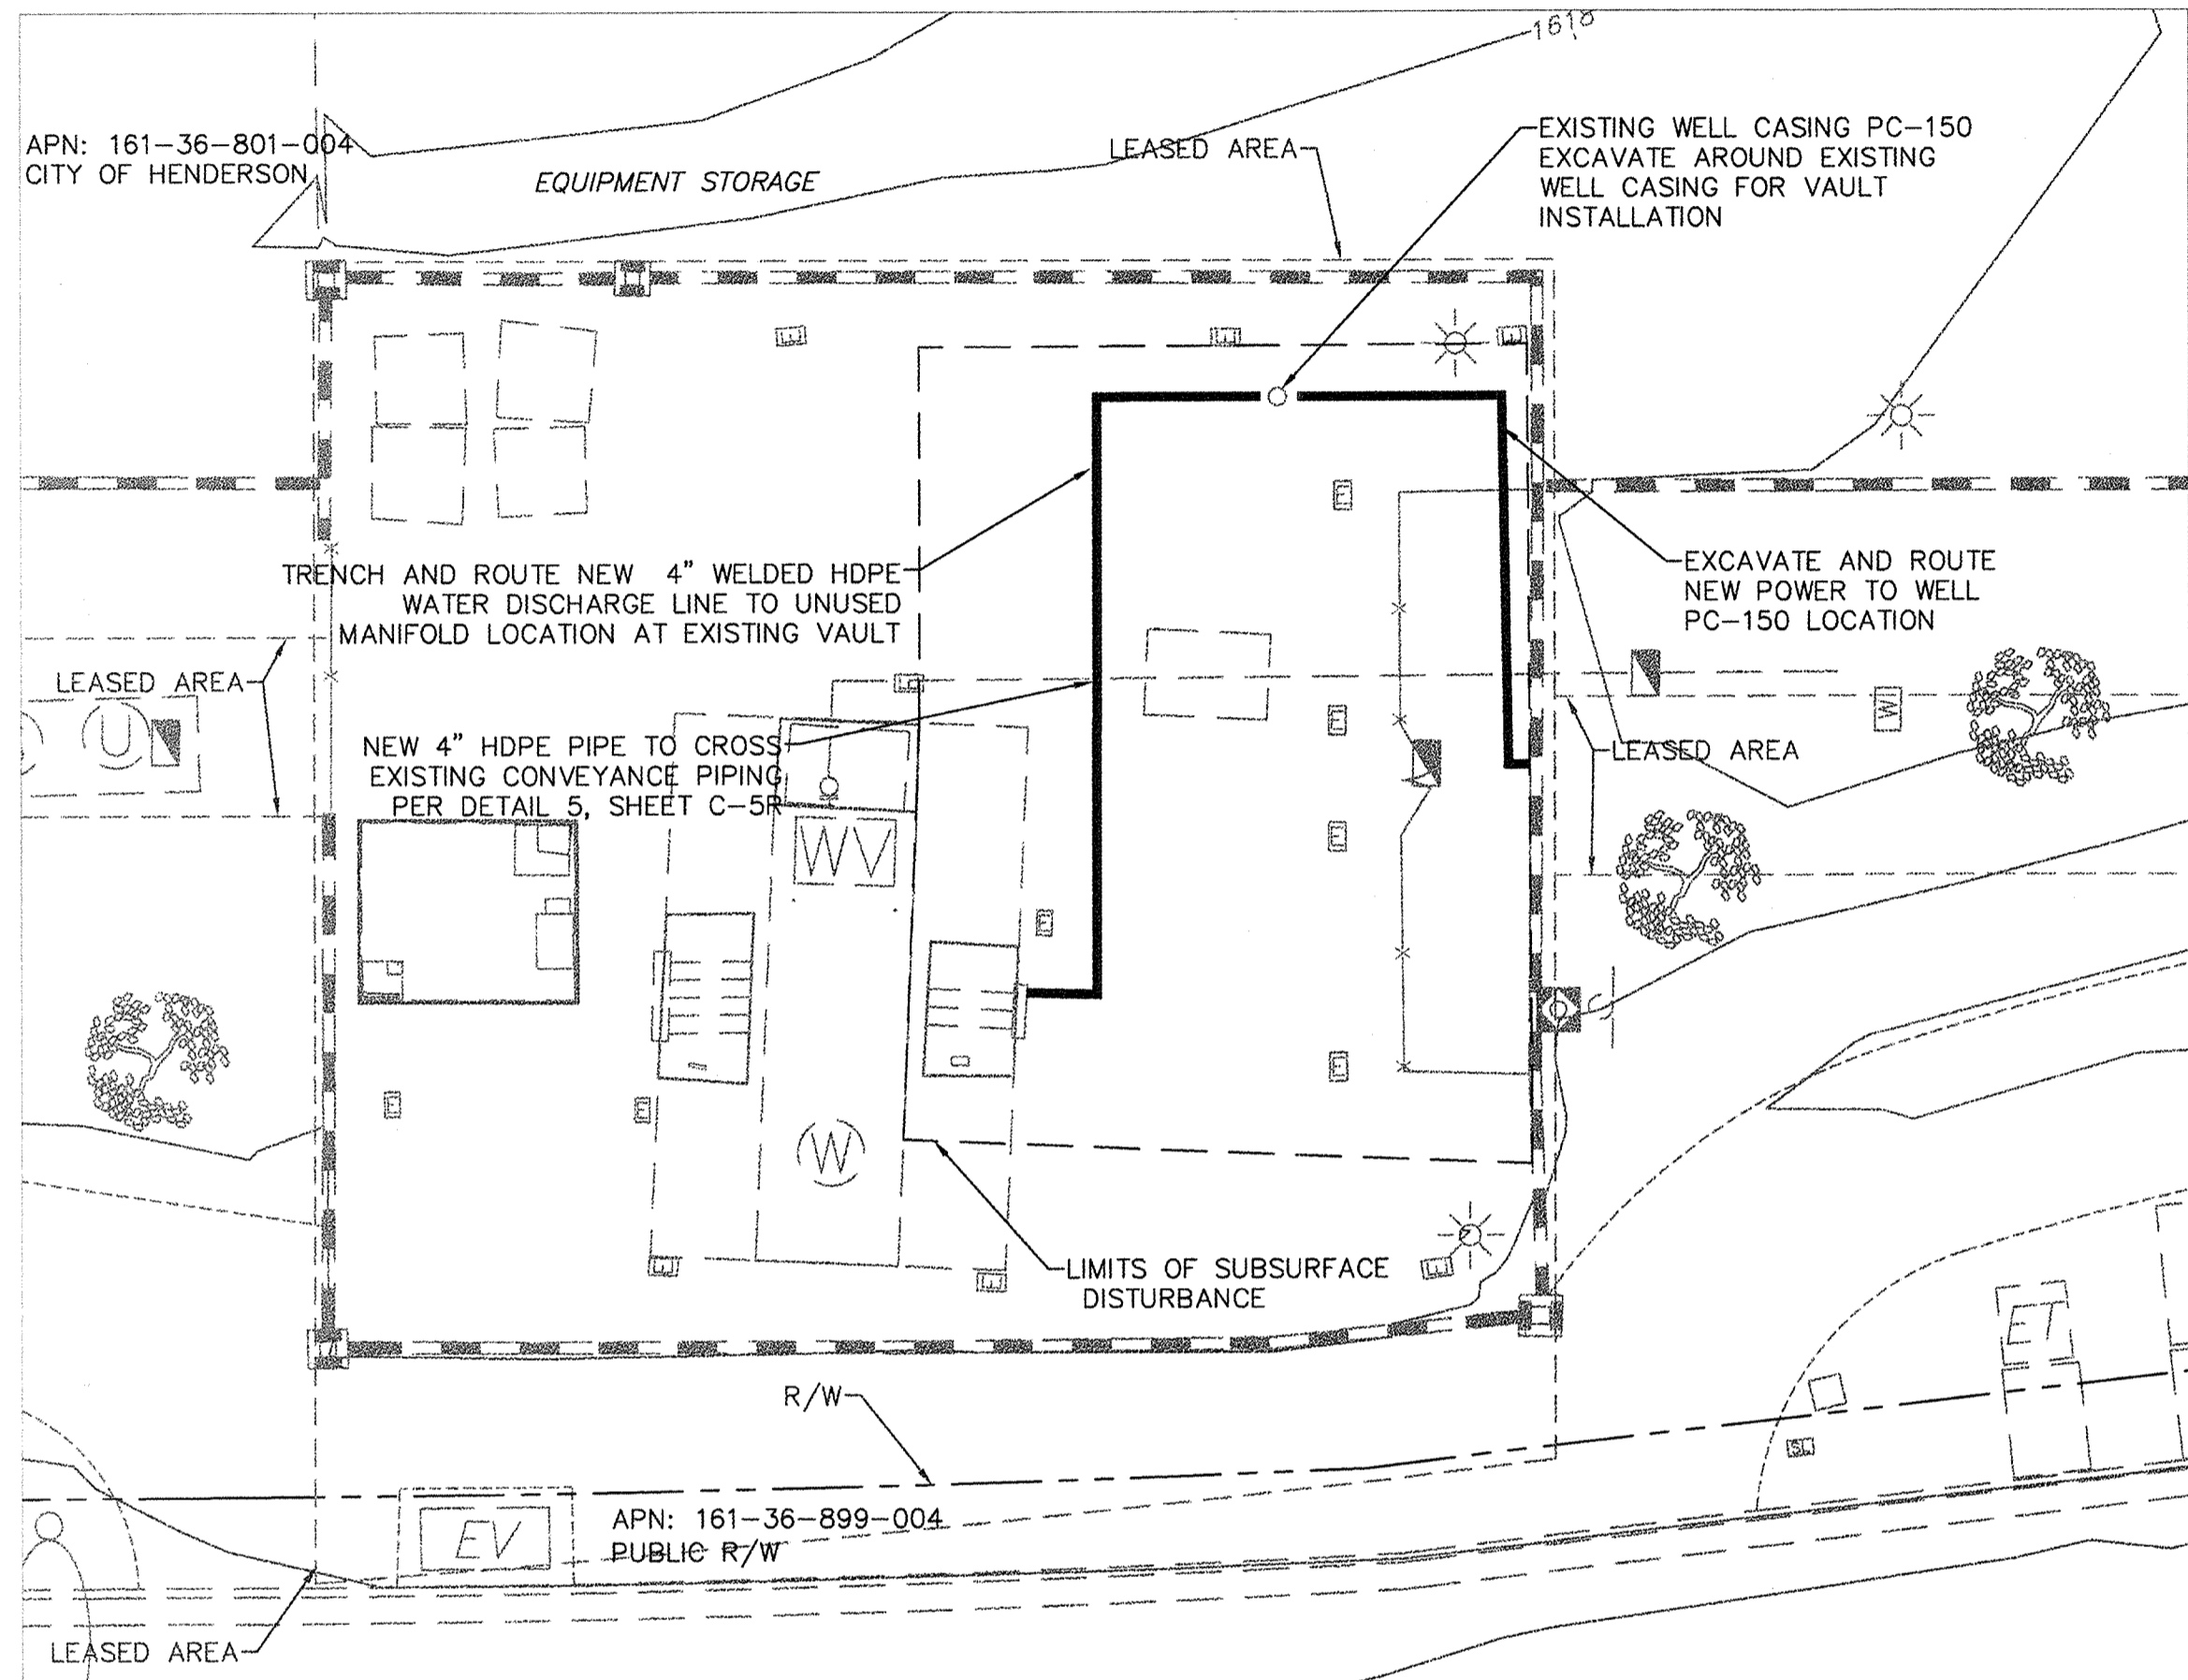 1610
APN: 161-36-801-004
CITY OF HENDERSON
EQUIPMENT STORAGE
LEASED AREA
EXISTING WELL CASING PC-150
EXCAVATE AROUND EXISTING
WELL CASING FOR VAULT
INSTALLATION
E
E
E
TRENCH AND ROUTE NEW 4" WELDED HDPE
WATER DISCHARGE LINE TO UNUSED
MANIFOLD LOCATION AT EXISTING VAULT
E
EXCAVATE AND ROUTE
NEW POWER TO WELL
PC-150 LOCATION
LEASED AREA
U
NEW 4" HDPE PIPE TO CROSS
EXISTING CONVEYANCE PIPING
PER DETAIL 5, SHEET C-5R
E
W
LEASED AREA
WV
E
E
E
E
E
W
E
E
E
LIMITS OF SUBSURFACE
DISTURBANCE
ET
R/W
EV
APN: 161-36-899-004
PUBLIC R/W
LEASED AREA